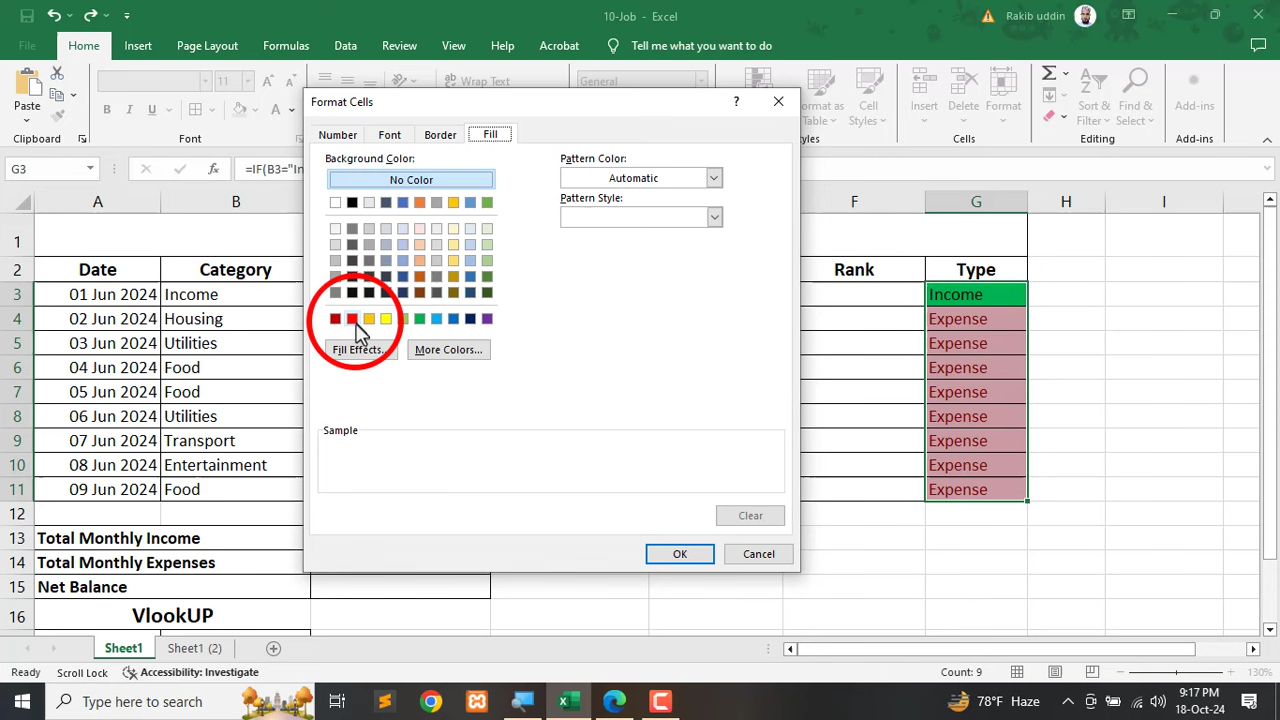 10-Job - Excel
Rakib uddin
File
Home
Insert
Page Layout
Formulas
Data
Review
View
Help
Acrobat
Tell me what you want to do
Paste
Clipboard
11
B I U
A A
Font
ab Wrap Text
General
Format as
Table
Cell
Styles
Insert
Delete
Format
Cells
Sort &
Filter
Find &
Select
Editing
Add-ins
Add-ins
G3
fx
=IF(B3="In
Format Cells
?
Number
Font
Border
Fill
Background Color:
No Color
Pattern Color:
Automatic
Pattern Style:
Fill Effects...
More Colors...
Sample
Clear
OK
Cancel
A B F G H I
1
2 Date Category Rank Type
3 01 Jun 2024 Income Income
4 02 Jun 2024 Housing Expense
5 03 Jun 2024 Utilities Expense
6 04 Jun 2024 Food Expense
7 05 Jun 2024 Food Expense
8 06 Jun 2024 Utilities Expense
9 07 Jun 2024 Transport Expense
10 08 Jun 2024 Entertainment Expense
11 09 Jun 2024 Food Expense
12
13 Total Monthly Income
14 Total Monthly Expenses
15 Net Balance
16 VlookUP
Sheet1
Sheet1 (2)
Ready
Scroll Lock
Accessibility: Investigate
Count: 9
130%
Type here to search
78°F Haze
9:17 PM
18-Oct-24